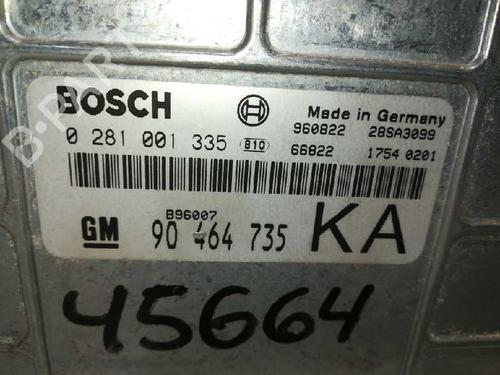 B-PART
BOSCH
Made in Germany
0 281 001 335 810 960822 28SA3099
66822 1754 0201
B96007
GM 90 464 735 KA
45664